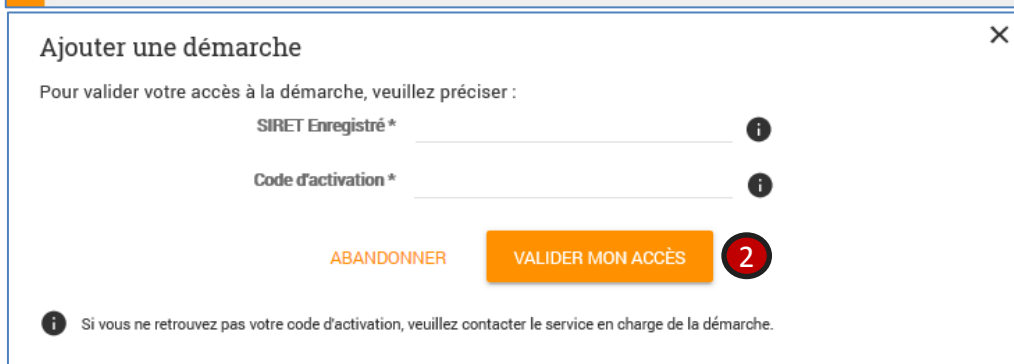 Ajouter une démarche
Pour valider votre accès à la démarche, veuillez préciser :
SIRET Enregistré *
Code d'activation *
ABANDONNER VALIDER MON ACCÈS 2
Si vous ne retrouvez pas votre code d'activation, veuillez contacter le service en charge de la démarche.